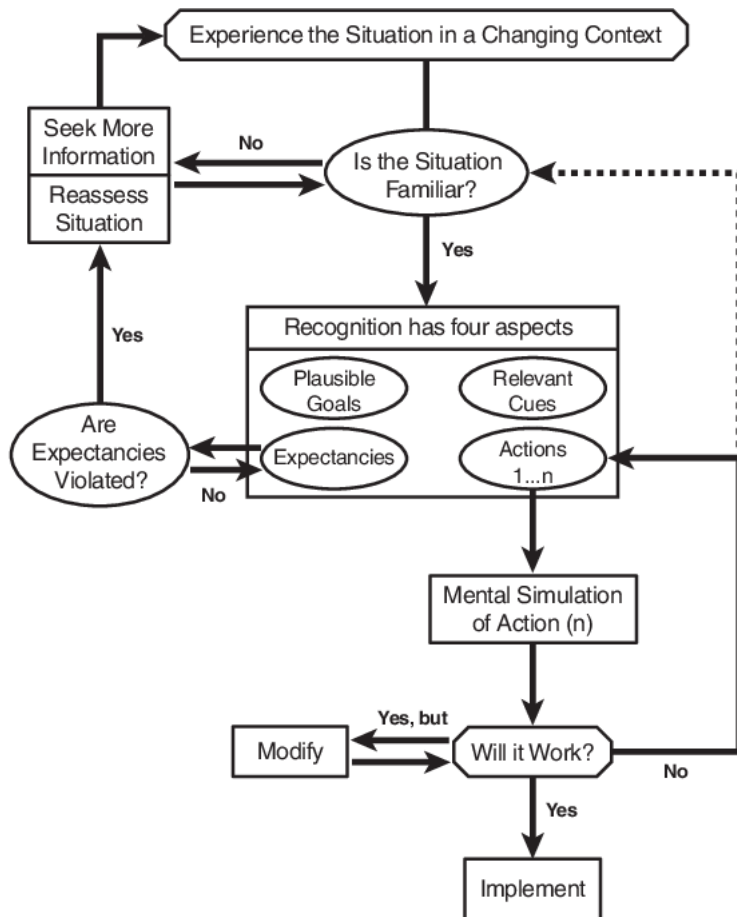 Experience the Situation in a Changing Context
Seek More
Information
No
Is the Situation
Familiar?
Reassess
Situation
Yes
Recognition has four aspects
Yes
Plausible
Goals
Relevant
Cues
Are
Expectancies
Violated?
Expectancies
Actions
1...n
No
Mental Simulation
of Action (n)
Yes, but
Modify
Will it Work?
No
Yes
Implement